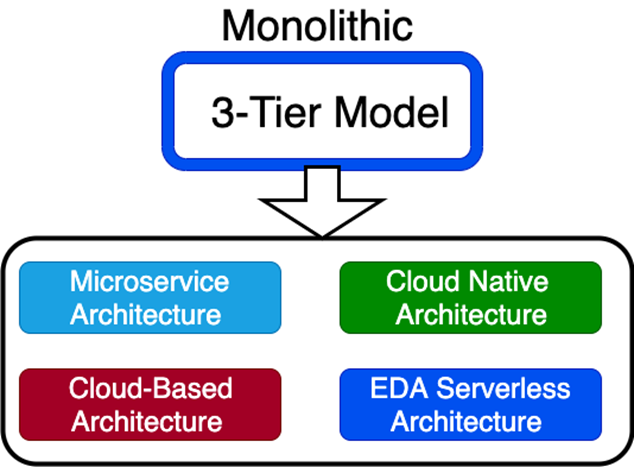 Monolithic
3-Tier Model
Microservice
Architecture
Cloud Native
Architecture
Cloud-Based
Architecture
EDA Serverless
Architecture